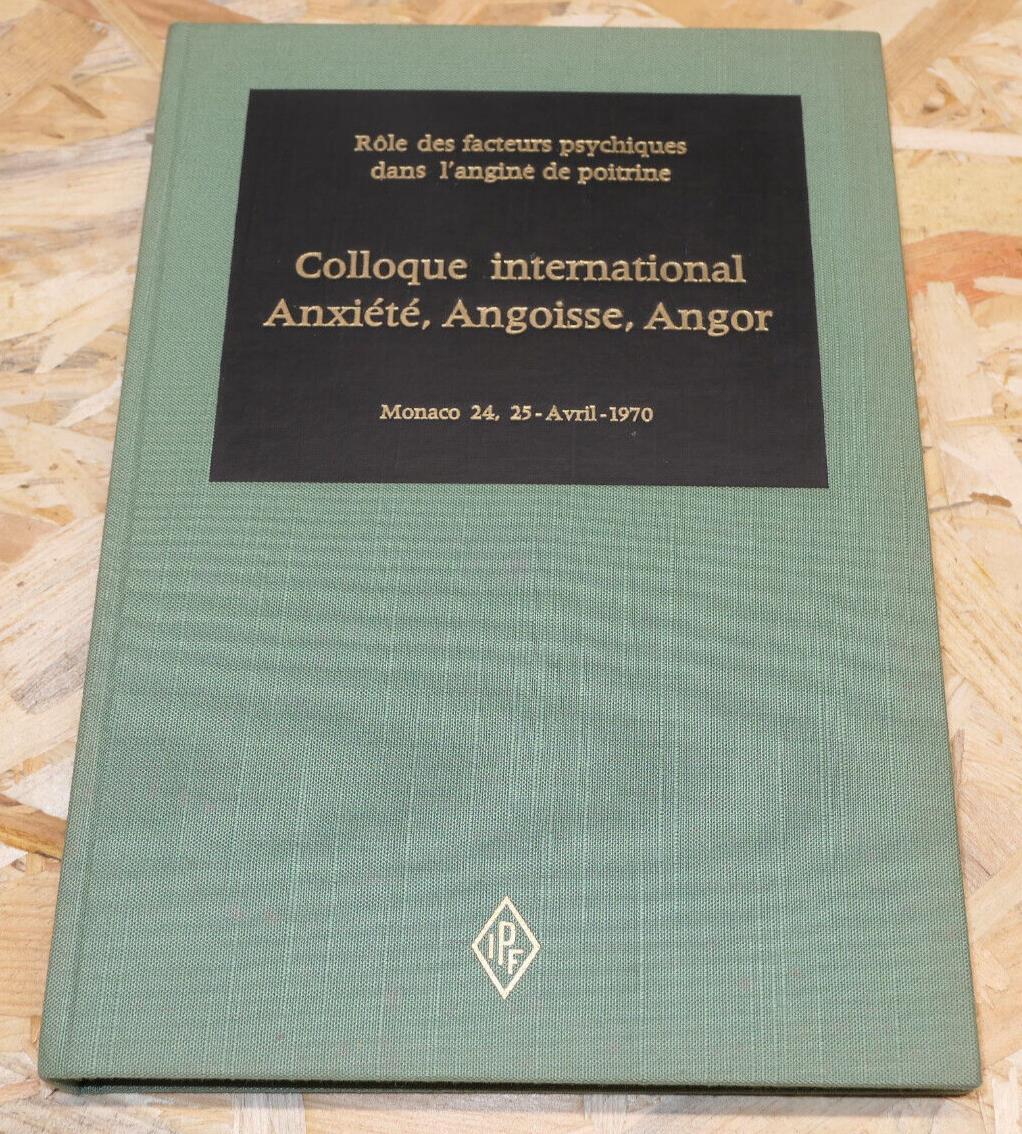 Rôle des facteurs psychiques
dans l'angine de poitrine
Colloque international
Anxiété, Angoisse, Angor
Monaco 24, 25-Avril-1970
IPF